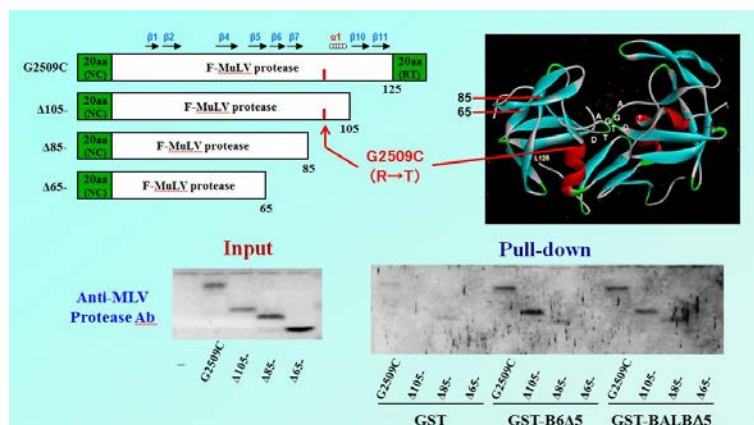 β1 β2 β4 β5 β6 β7 α1 β10 β11
G2509C 20aa (NC) F-MuLV protease 20aa (RT)
125
Δ105- 20aa (NC) F-MuLV protease
105
Δ85- 20aa (NC) F-MuLV protease
85
Δ65- 20aa (NC) F-MuLV protease
65
G2509C
(R→T)
85
65
A A
G G
T D
D T
L125
Input
Pull-down
Anti-MLV
Protease Ab
– G2509C Δ105- Δ85- Δ65-
G2509C Δ105- Δ85- Δ65- G2509C Δ105- Δ85- Δ65- G2509C Δ105- Δ85- Δ65-
GST GST-B6Δ5 GST-BALBΔ5